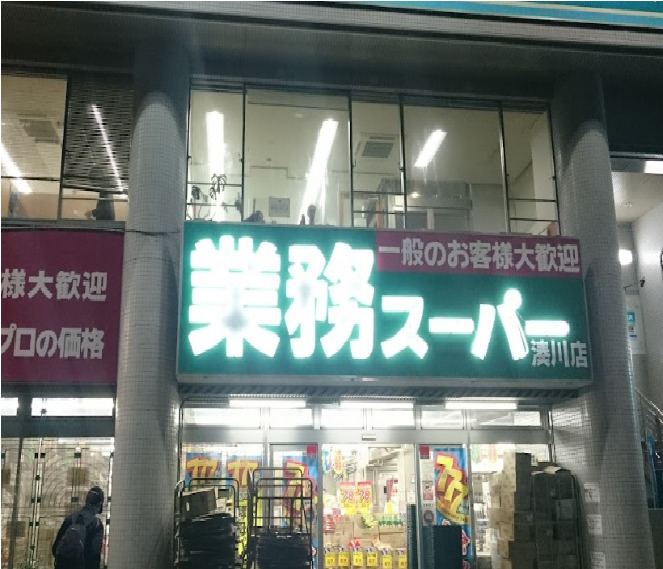 様大歓迎
プロの価格
一般のお客様大歓迎
業務スーパー
湊川店